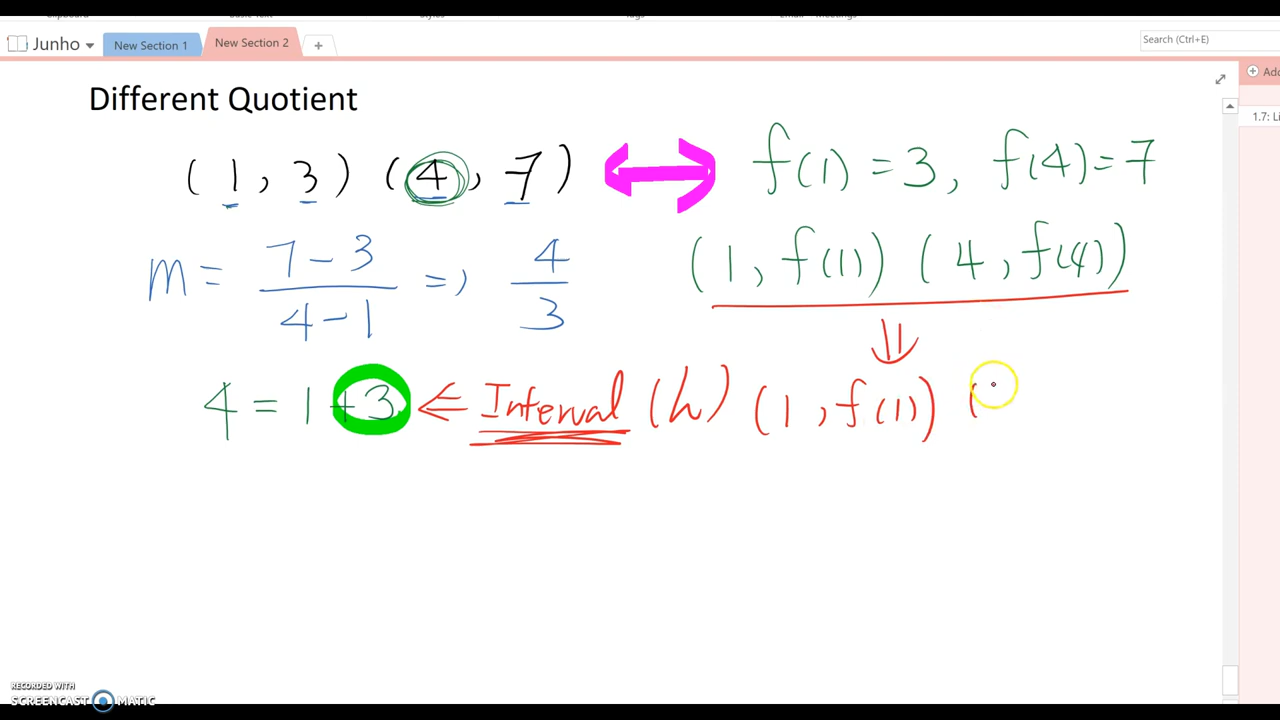 Junho
New Section 1
New Section 2
Search (Ctrl+E)
Different Quotient
Add
1.7: Li
(1, 3) (4, 7) f(1) = 3, f(4) = 7
m = 7 - 3 / 4 - 1 => 4 / 3
(1, f(1)) (4, f(4))
4 = 1 + 3 <= Interval (h) (1, f(1)) (
RECORDED WITH
SCREENCAST MATIC